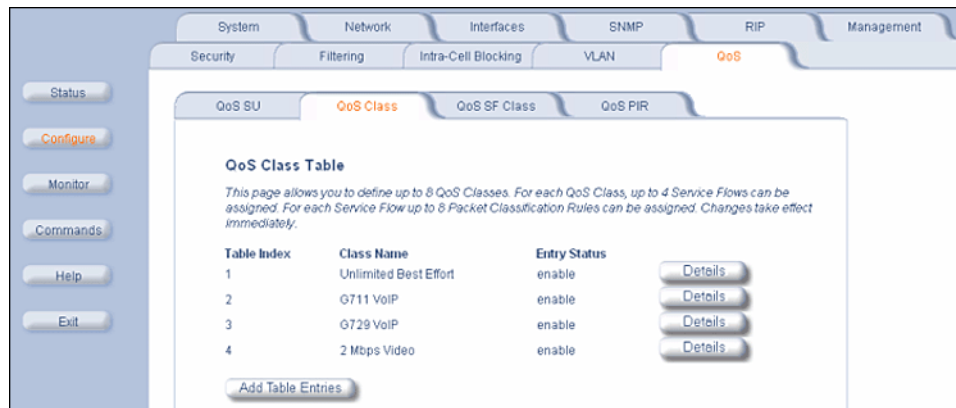 System Network Interfaces SNMP RIP Management
Security Filtering Intra-Cell Blocking VLAN QoS
Status
Configure
Monitor
Commands
Help
Exit
QoS SU QoS Class QoS SF Class QoS PIR
QoS Class Table
This page allows you to define up to 8 QoS Classes. For each QoS Class, up to 4 Service Flows can be
assigned. For each Service Flow up to 8 Packet Classification Rules can be assigned. Changes take effect
immediately.
Table Index Class Name Entry Status
1 Unlimited Best Effort enable Details
2 G711 VoIP enable Details
3 G729 VoIP enable Details
4 2 Mbps Video enable Details
Add Table Entries